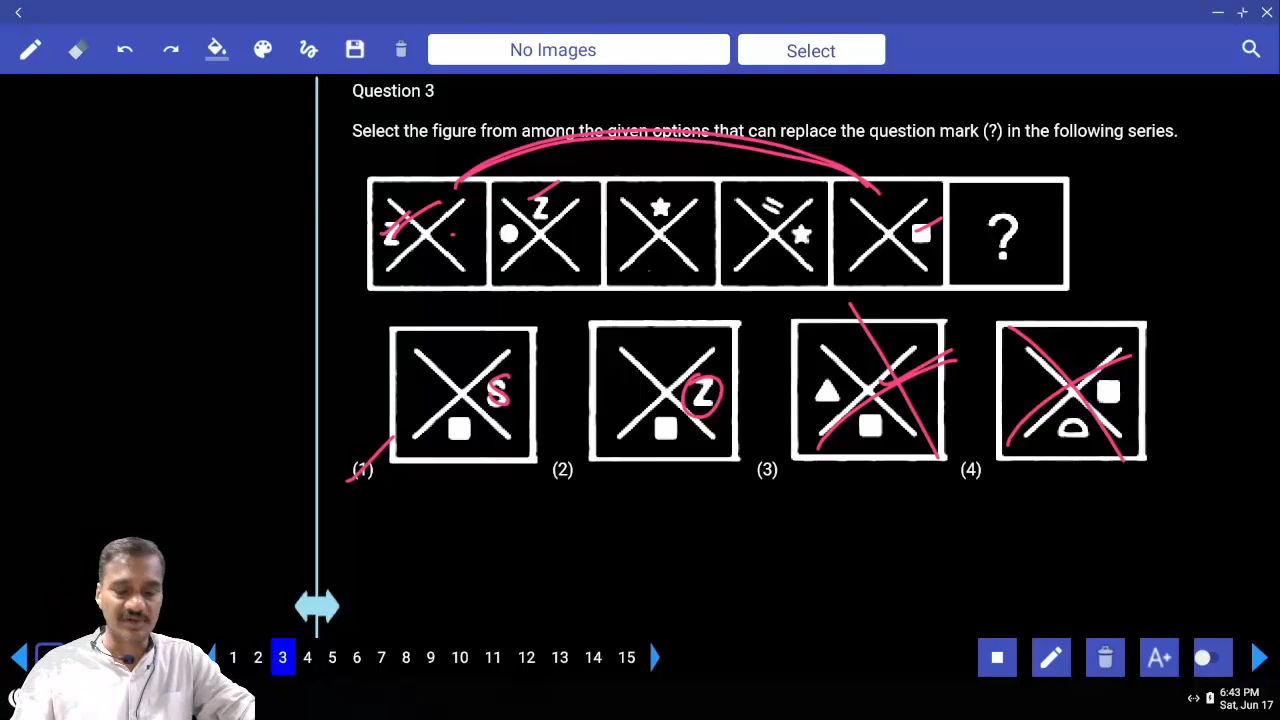 No Images
Select
Question 3
Select the figure from among the given options that can replace the question mark (?) in the following series.
Z
Z
=
?
S
Z
(1)
(2)
(3)
(4)
1 2 3 4 5 6 7 8 9 10 11 12 13 14 15
A+
6:43 PM
Sat, Jun 17